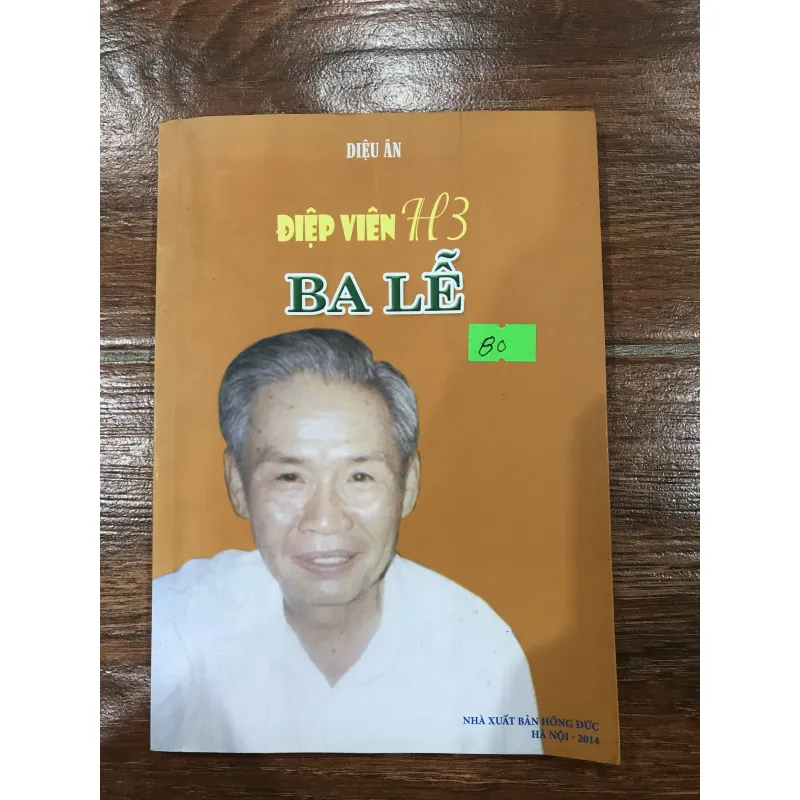 DIỆU ÂN
ĐIỆP VIÊN H3
BA LỄ
80
NHÀ XUẤT BẢN HỒNG ĐỨC
HÀ NỘI - 2014